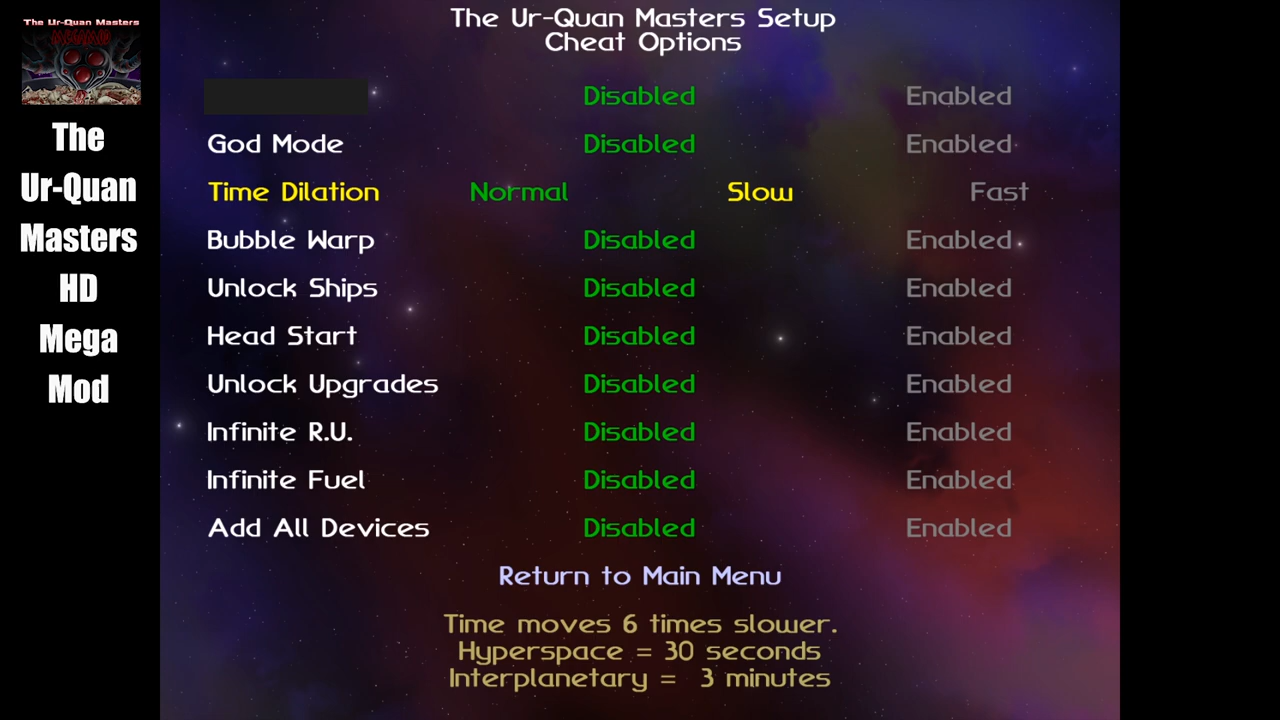 The Ur-Quan Masters
MEGAMOD
The
Ur-Quan
Masters
HD
Mega
Mod
The Ur-Quan Masters Setup
Cheat Options
Disabled Enabled
God Mode Disabled Enabled
Time Dilation Normal Slow Fast
Bubble Warp Disabled Enabled
Unlock Ships Disabled Enabled
Head Start Disabled Enabled
Unlock Upgrades Disabled Enabled
Infinite R.U. Disabled Enabled
Infinite Fuel Disabled Enabled
Add All Devices Disabled Enabled
Return to Main Menu
Time moves 6 times slower.
Hyperspace = 30 seconds
Interplanetary = 3 minutes